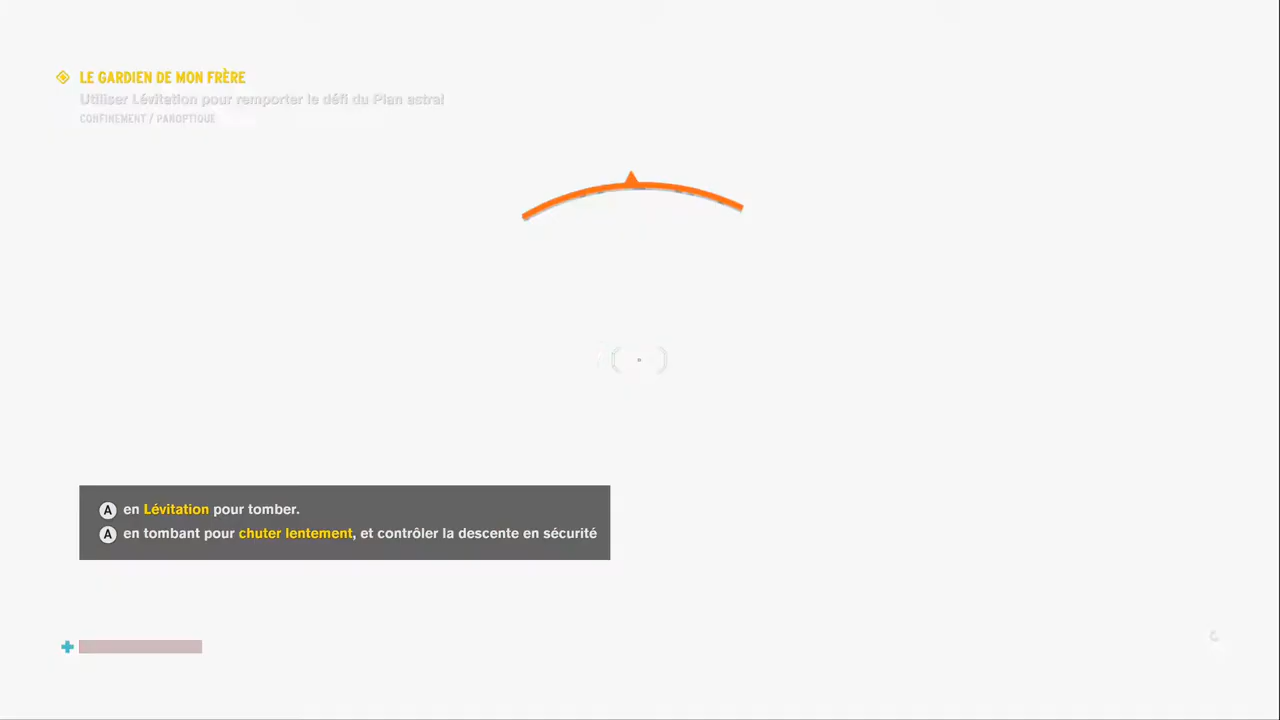 LE GARDIEN DE MON FRÈRE
Utiliser Lévitation pour remporter le défi du Plan astral
CONFINEMENT / PANOPTIQUE
A en Lévitation pour tomber.
A en tombant pour chuter lentement, et contrôler la descente en sécurité